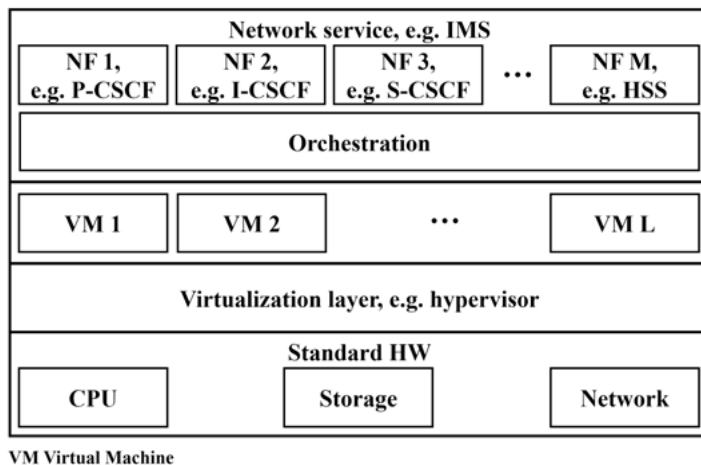 Network service, e.g. IMS
NF 1,
e.g. P-CSCF
NF 2,
e.g. I-CSCF
NF 3,
e.g. S-CSCF
...
NF M,
e.g. HSS
Orchestration
VM 1
VM 2
...
VM L
Virtualization layer, e.g. hypervisor
Standard HW
CPU
Storage
Network
VM Virtual Machine